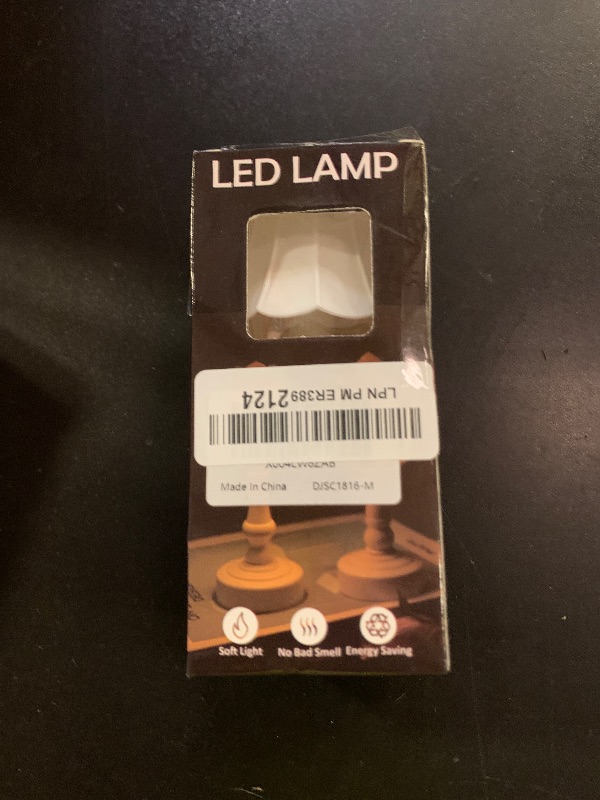 LED LAMP
LPN PM ER3892124
Made In China DJSC1816-M
Soft Light No Bad Smell Energy Saving